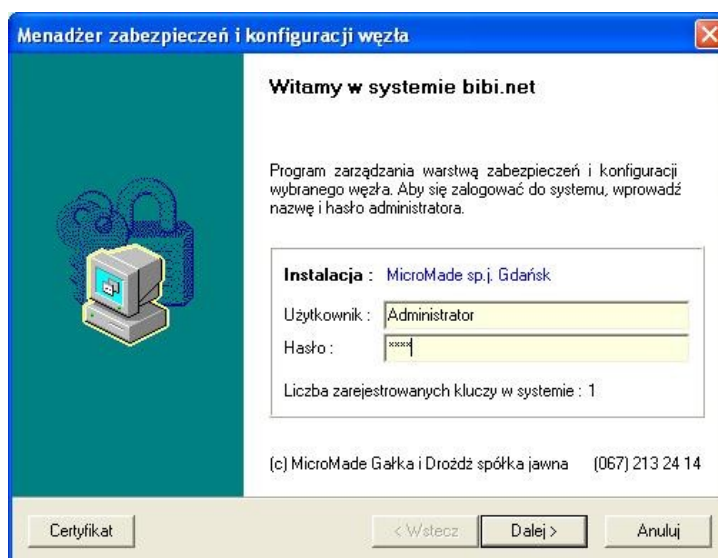 Menadżer zabezpieczeń i konfiguracji węzła
Witamy w systemie bibi.net
Program zarządzania warstwą zabezpieczeń i konfiguracji
wybranego węzła. Aby się zalogować do systemu, wprowadź
nazwę i hasło administratora.
Instalacja : MicroMade sp.j. Gdańsk
Użytkownik : Administrator
Hasło : ****
Liczba zarejestrowanych kluczy w systemie : 1
(c) MicroMade Gałka i Drożdż spółka jawna (067) 213 24 14
Certyfikat < Wstecz Dalej > Anuluj